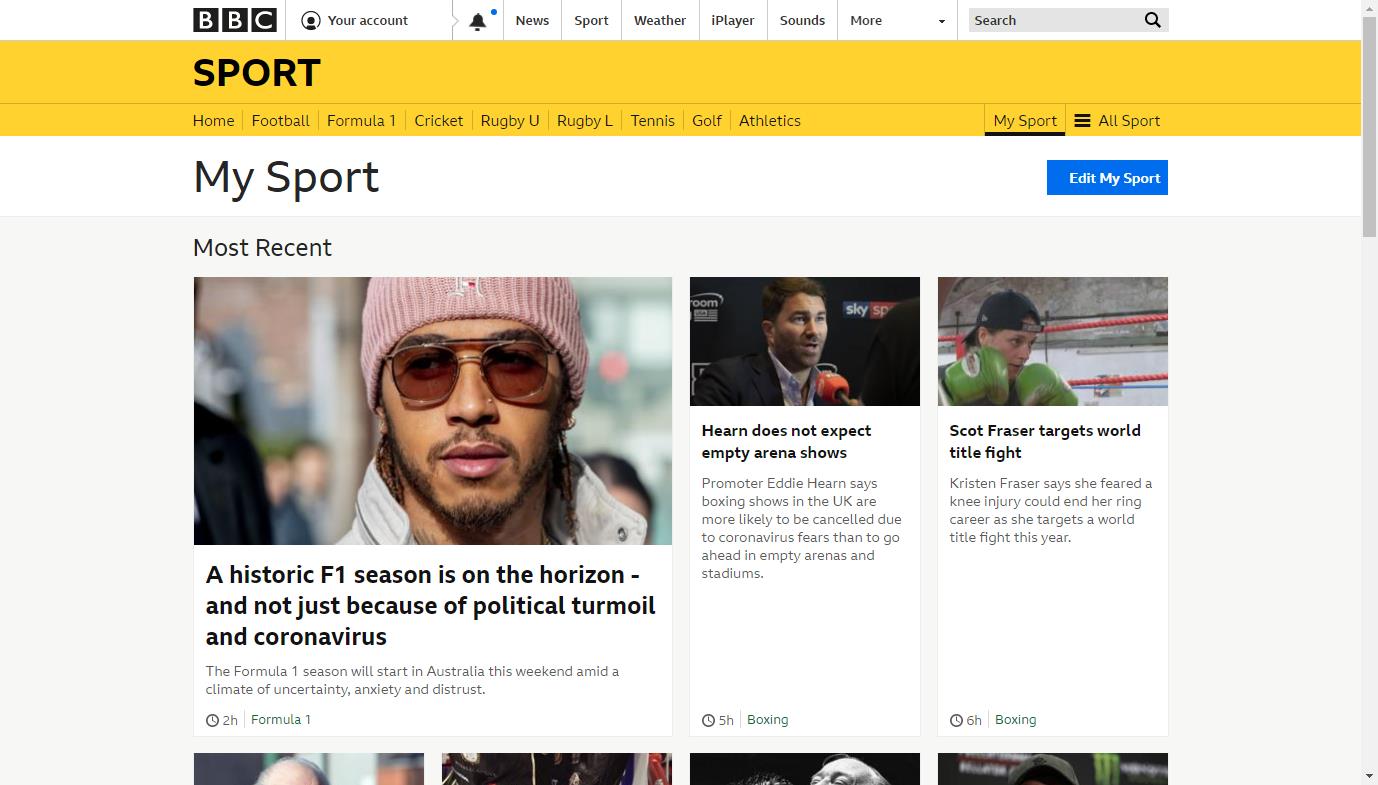 BBC
Your account
News
Sport
Weather
iPlayer
Sounds
More
Search
SPORT
Home
Football
Formula 1
Cricket
Rugby U
Rugby L
Tennis
Golf
Athletics
My Sport
All Sport
My Sport
Edit My Sport
Most Recent
room
sky sp
A historic F1 season is on the horizon -
and not just because of political turmoil
and coronavirus
The Formula 1 season will start in Australia this weekend amid a
climate of uncertainty, anxiety and distrust.
2h
Formula 1
Hearn does not expect
empty arena shows
Promoter Eddie Hearn says
boxing shows in the UK are
more likely to be cancelled due
to coronavirus fears than to go
ahead in empty arenas and
stadiums.
5h
Boxing
Scot Fraser targets world
title fight
Kristen Fraser says she feared a
knee injury could end her ring
career as she targets a world
title fight this year.
6h
Boxing